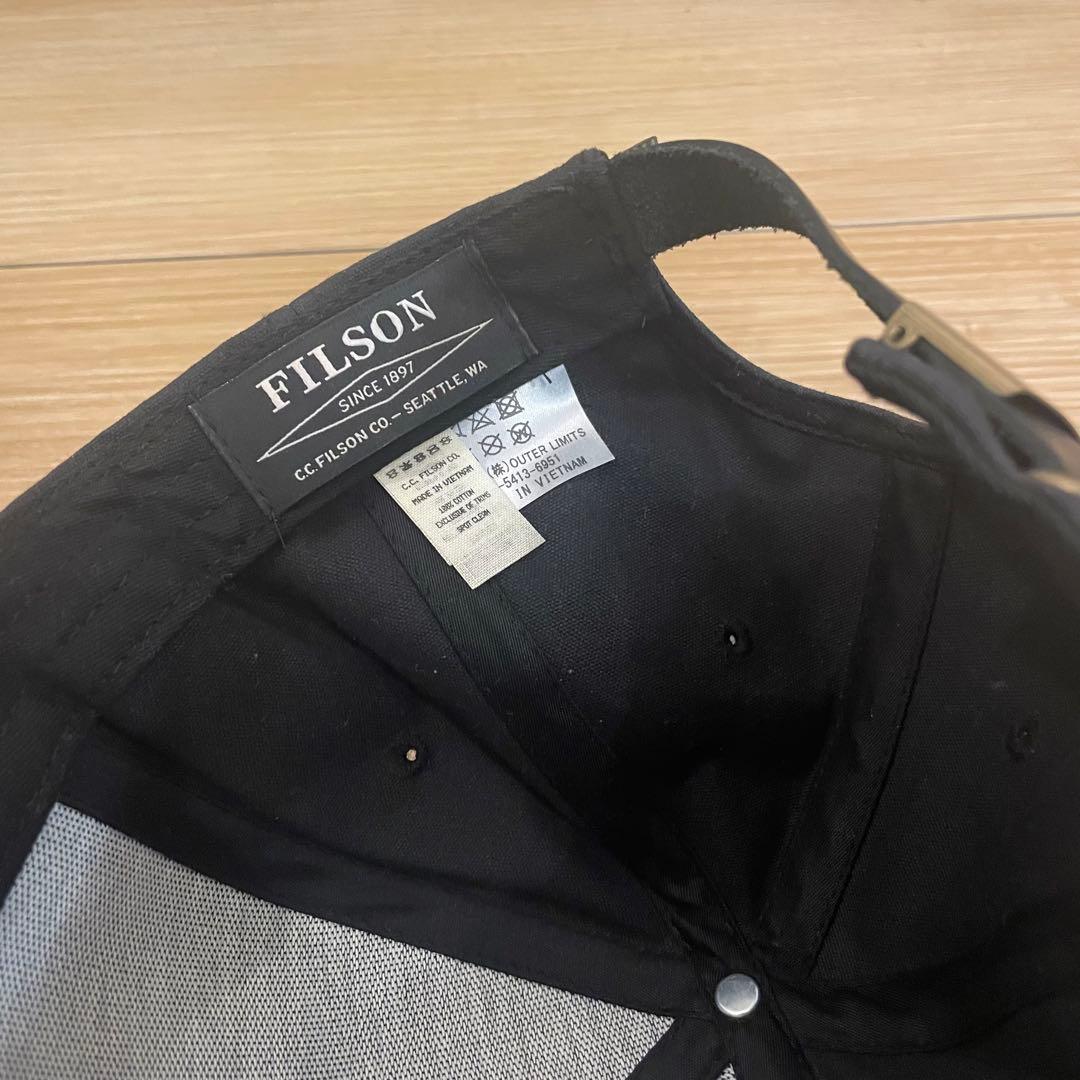 FILSON
SINCE 1897
C.C. FILSON CO.—SEATTLE, WA
C.C. FILSON CO.
MADE IN VIETNAM
100% COTTON
EXCLUSIVE OF TRIMS
SPOT CLEAN
(株)OUTER LIMITS
-5413-6951
IN VIETNAM